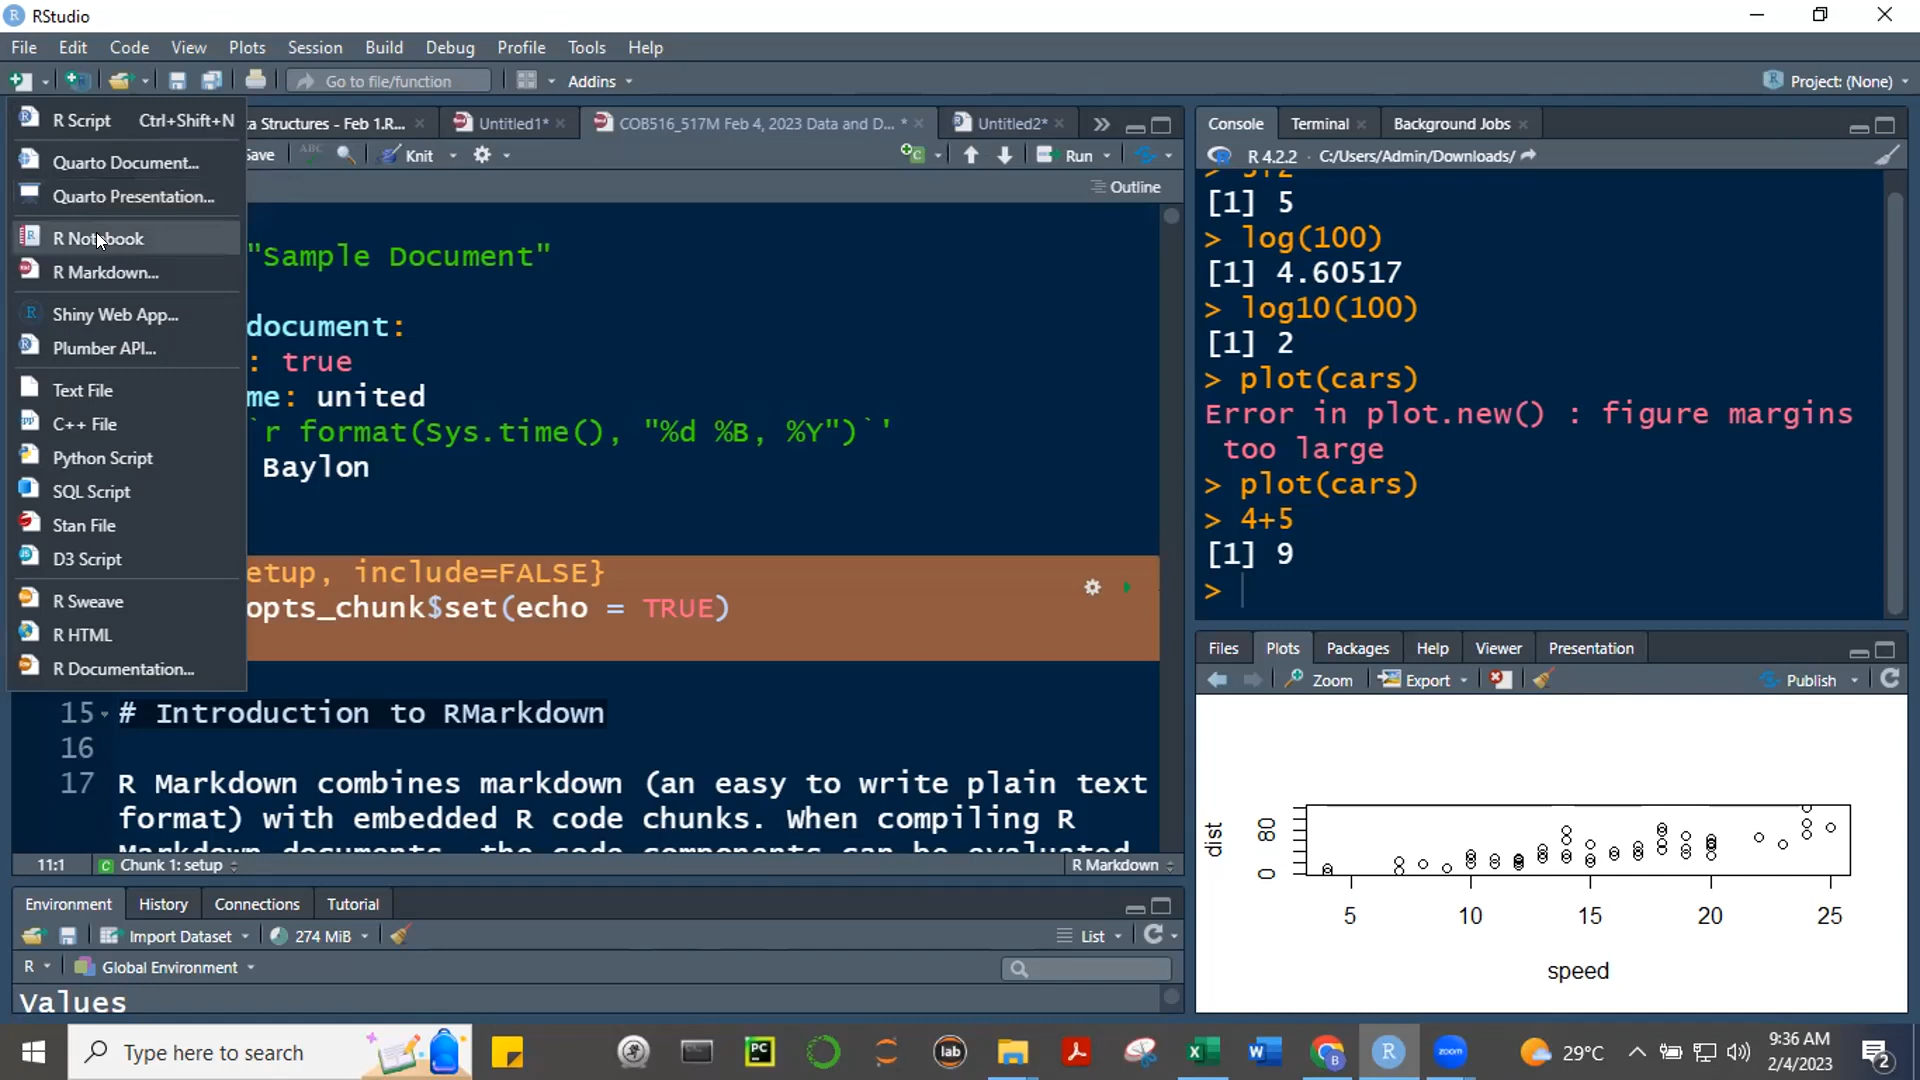 RStudio
File Edit Code View Plots Session Build Debug Profile Tools Help
Go to file/function Addins Project: (None)
R Script Ctrl+Shift+N
Quarto Document...
Quarto Presentation...
R Notebook
R Markdown...
Shiny Web App...
Plumber API...
Text File
C++ File
Python Script
SQL Script
Stan File
D3 Script
R Sweave
R HTML
R Documentation...
a Structures - Feb 1.R... Untitled1* COB516_517M Feb 4, 2023 Data and D... * Untitled2*
ave Knit Run
Outline
"Sample Document"
document:
: true
me: united
`r format(Sys.time(), "%d %B, %Y")`'
Baylon
etup, include=FALSE}
opts_chunk$set(echo = TRUE)
15 # Introduction to RMarkdown
16
17 R Markdown combines markdown (an easy to write plain text
format) with embedded R code chunks. When compiling R
Markdown documents, the code components can be evaluated
11:1 Chunk 1: setup R Markdown
Environment History Connections Tutorial
Import Dataset 274 MiB List
R Global Environment
Values
Console Terminal Background Jobs
R 4.2.2 · C:/Users/Admin/Downloads/
> 3+2
[1] 5
> log(100)
[1] 4.60517
> log10(100)
[1] 2
> plot(cars)
Error in plot.new() : figure margins
too large
> plot(cars)
> 4+5
[1] 9
>
Files Plots Packages Help Viewer Presentation
Zoom Export Publish
dist
80
0
5 10 15 20 25
speed
Type here to search
PC
lab
zoom
29°C
9:36 AM
2/4/2023
2